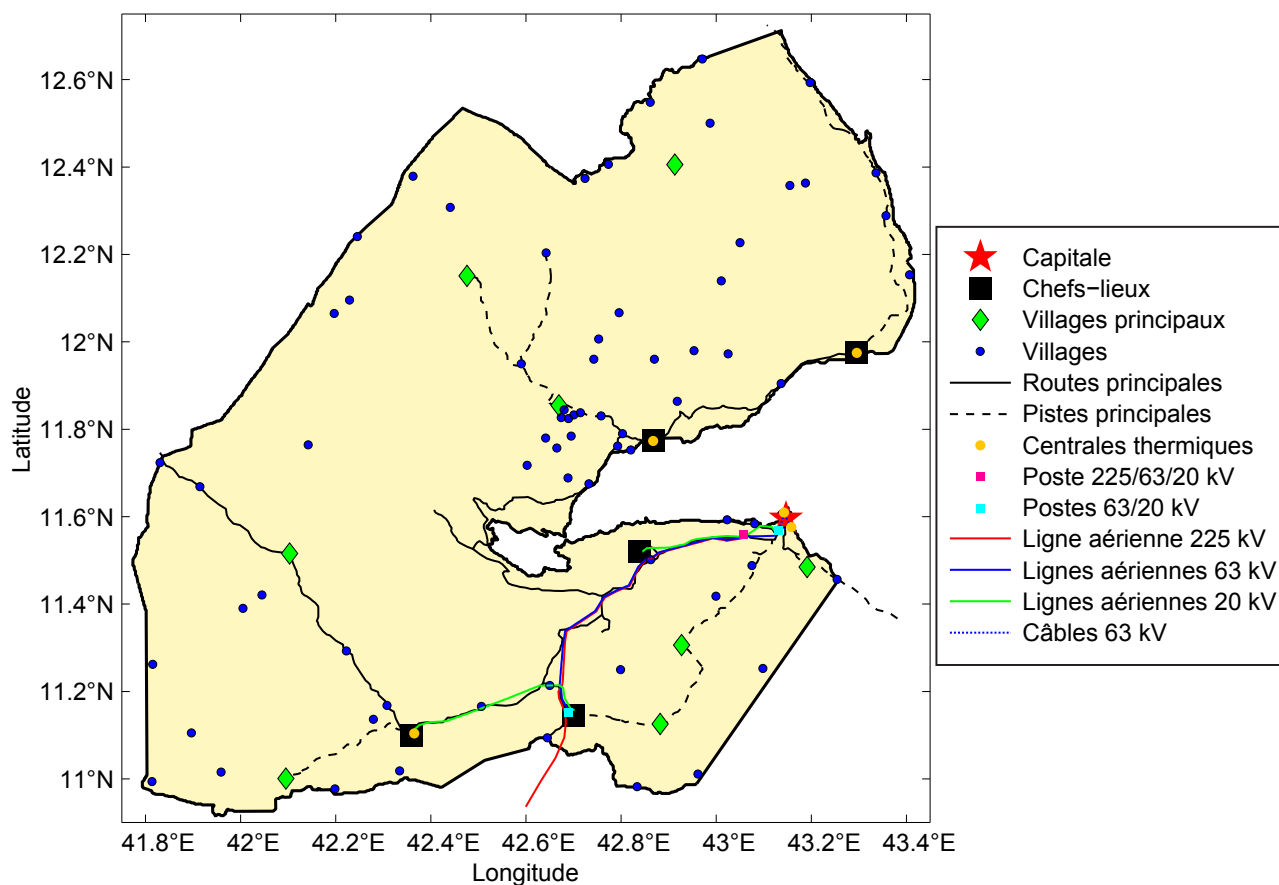 12.6°N
12.4°N
12.2°N
12°N
11.8°N
11.6°N
11.4°N
11.2°N
11°N
Latitude
41.8°E 42°E 42.2°E 42.4°E 42.6°E 42.8°E 43°E 43.2°E 43.4°E
Longitude
Capitale
Chefs−lieux
Villages principaux
Villages
Routes principales
Pistes principales
Centrales thermiques
Poste 225/63/20 kV
Postes 63/20 kV
Ligne aérienne 225 kV
Lignes aériennes 63 kV
Lignes aériennes 20 kV
Câbles 63 kV